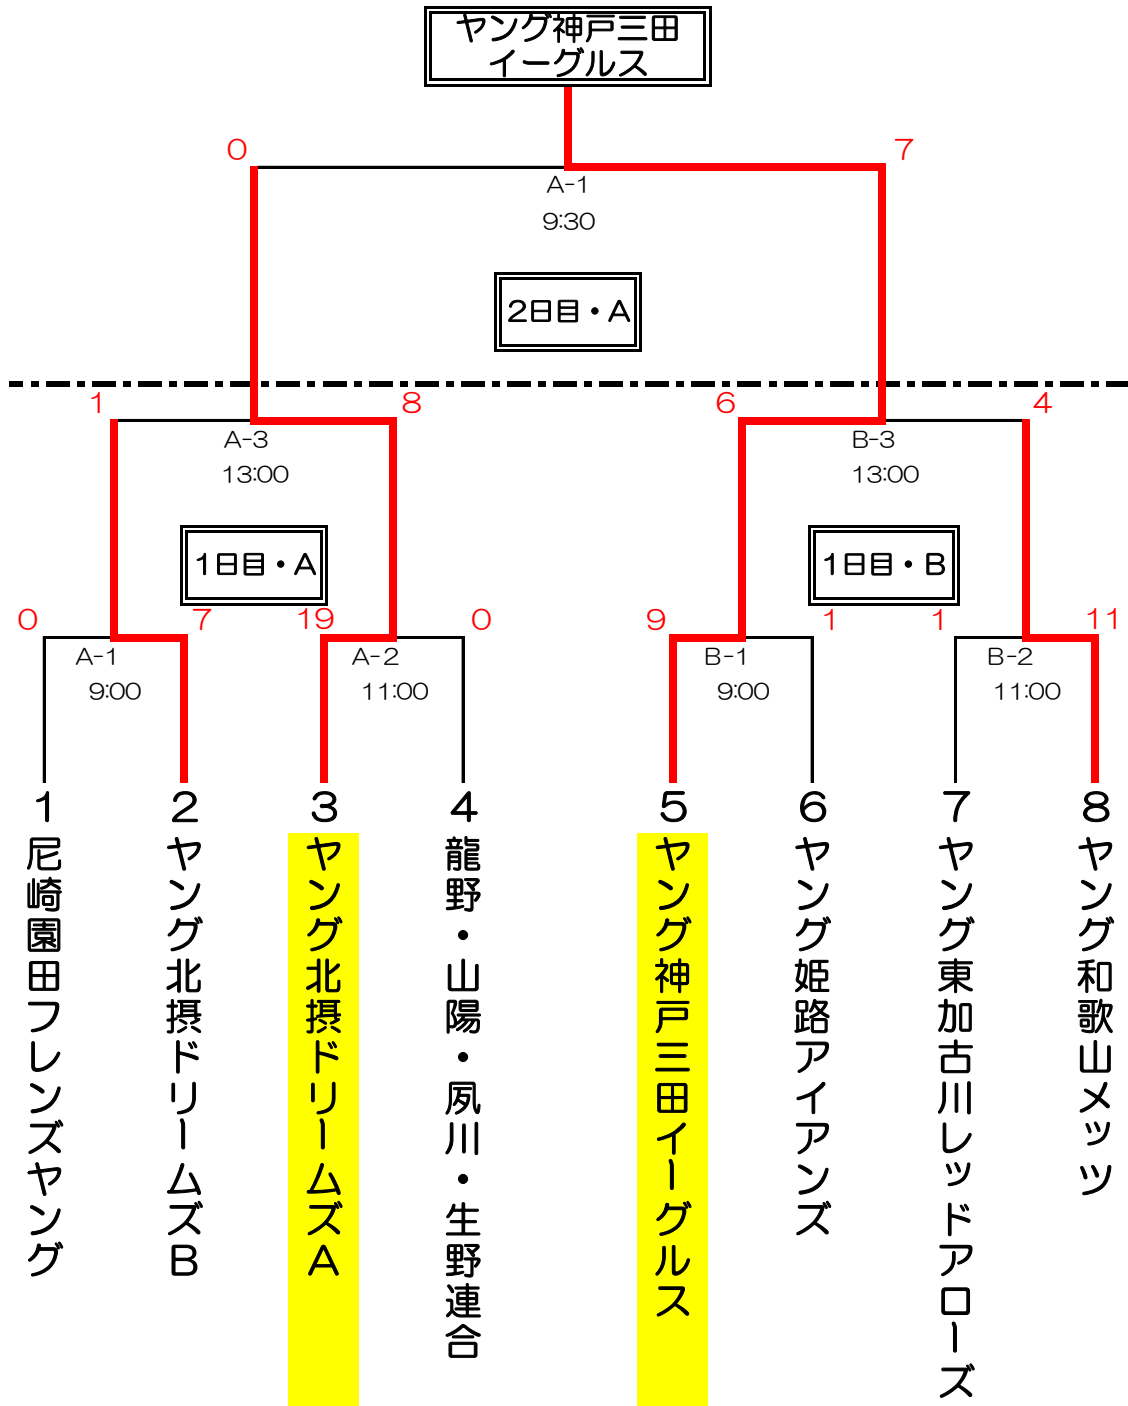 ヤング神戸三田
イーグルス
0
7
A-1
9:30
2日目・A
1
8
6
4
A-3
B-3
13:00
13:00
1日目・A
1日目・B
0
7
19
0
9
1
1
11
A-1
A-2
B-1
B-2
9:00
11:00
9:00
11:00
1
2
3
4
5
6
7
8
尼崎園田フレンズヤング
ヤング北摂ドリームズB
ヤング北摂ドリームズA
龍野・山陽・夙川・生野連合
ヤング神戸三田イーグルス
ヤング姫路アイアンズ
ヤング東加古川レッドアローズ
ヤング和歌山メッツ